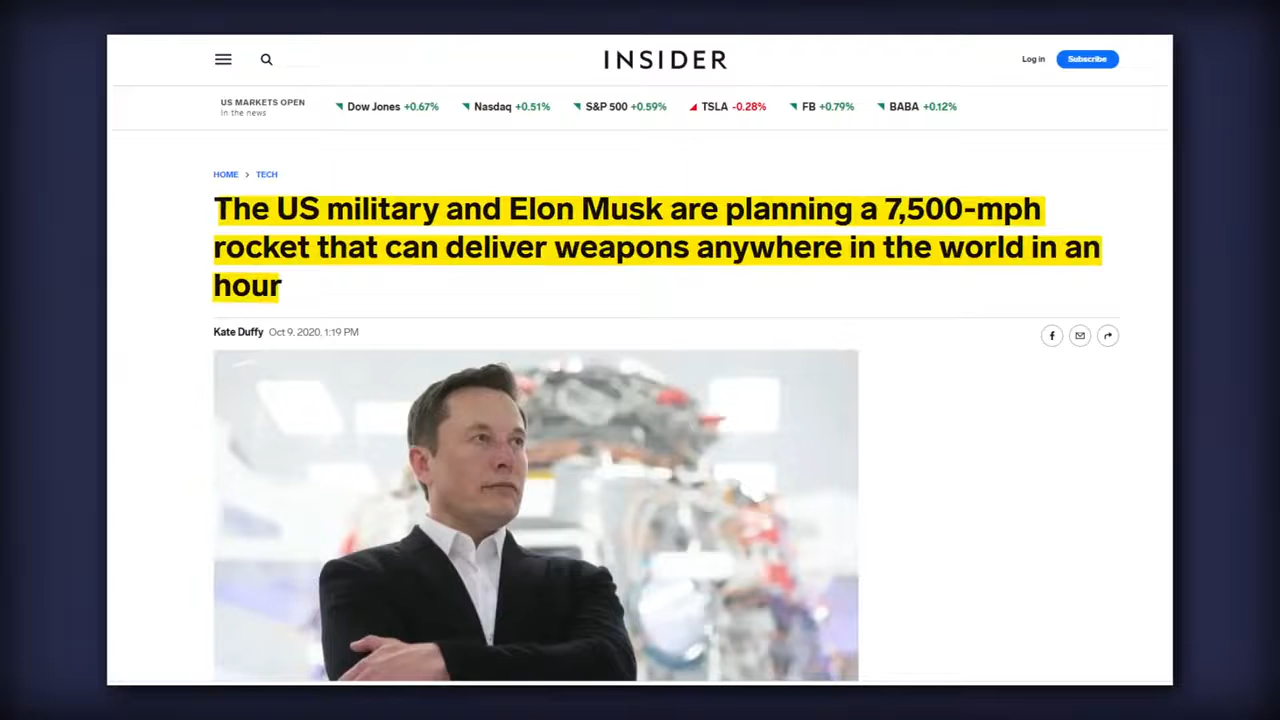 INSIDER
Log in
Subscribe
US MARKETS OPEN
In the news
Dow Jones +0.67%
Nasdaq +0.51%
S&P 500 +0.59%
TSLA -0.28%
FB +0.79%
BABA +0.12%
HOME > TECH
The US military and Elon Musk are planning a 7,500-mph
rocket that can deliver weapons anywhere in the world in an
hour
Kate Duffy Oct 9, 2020, 1:19 PM
f